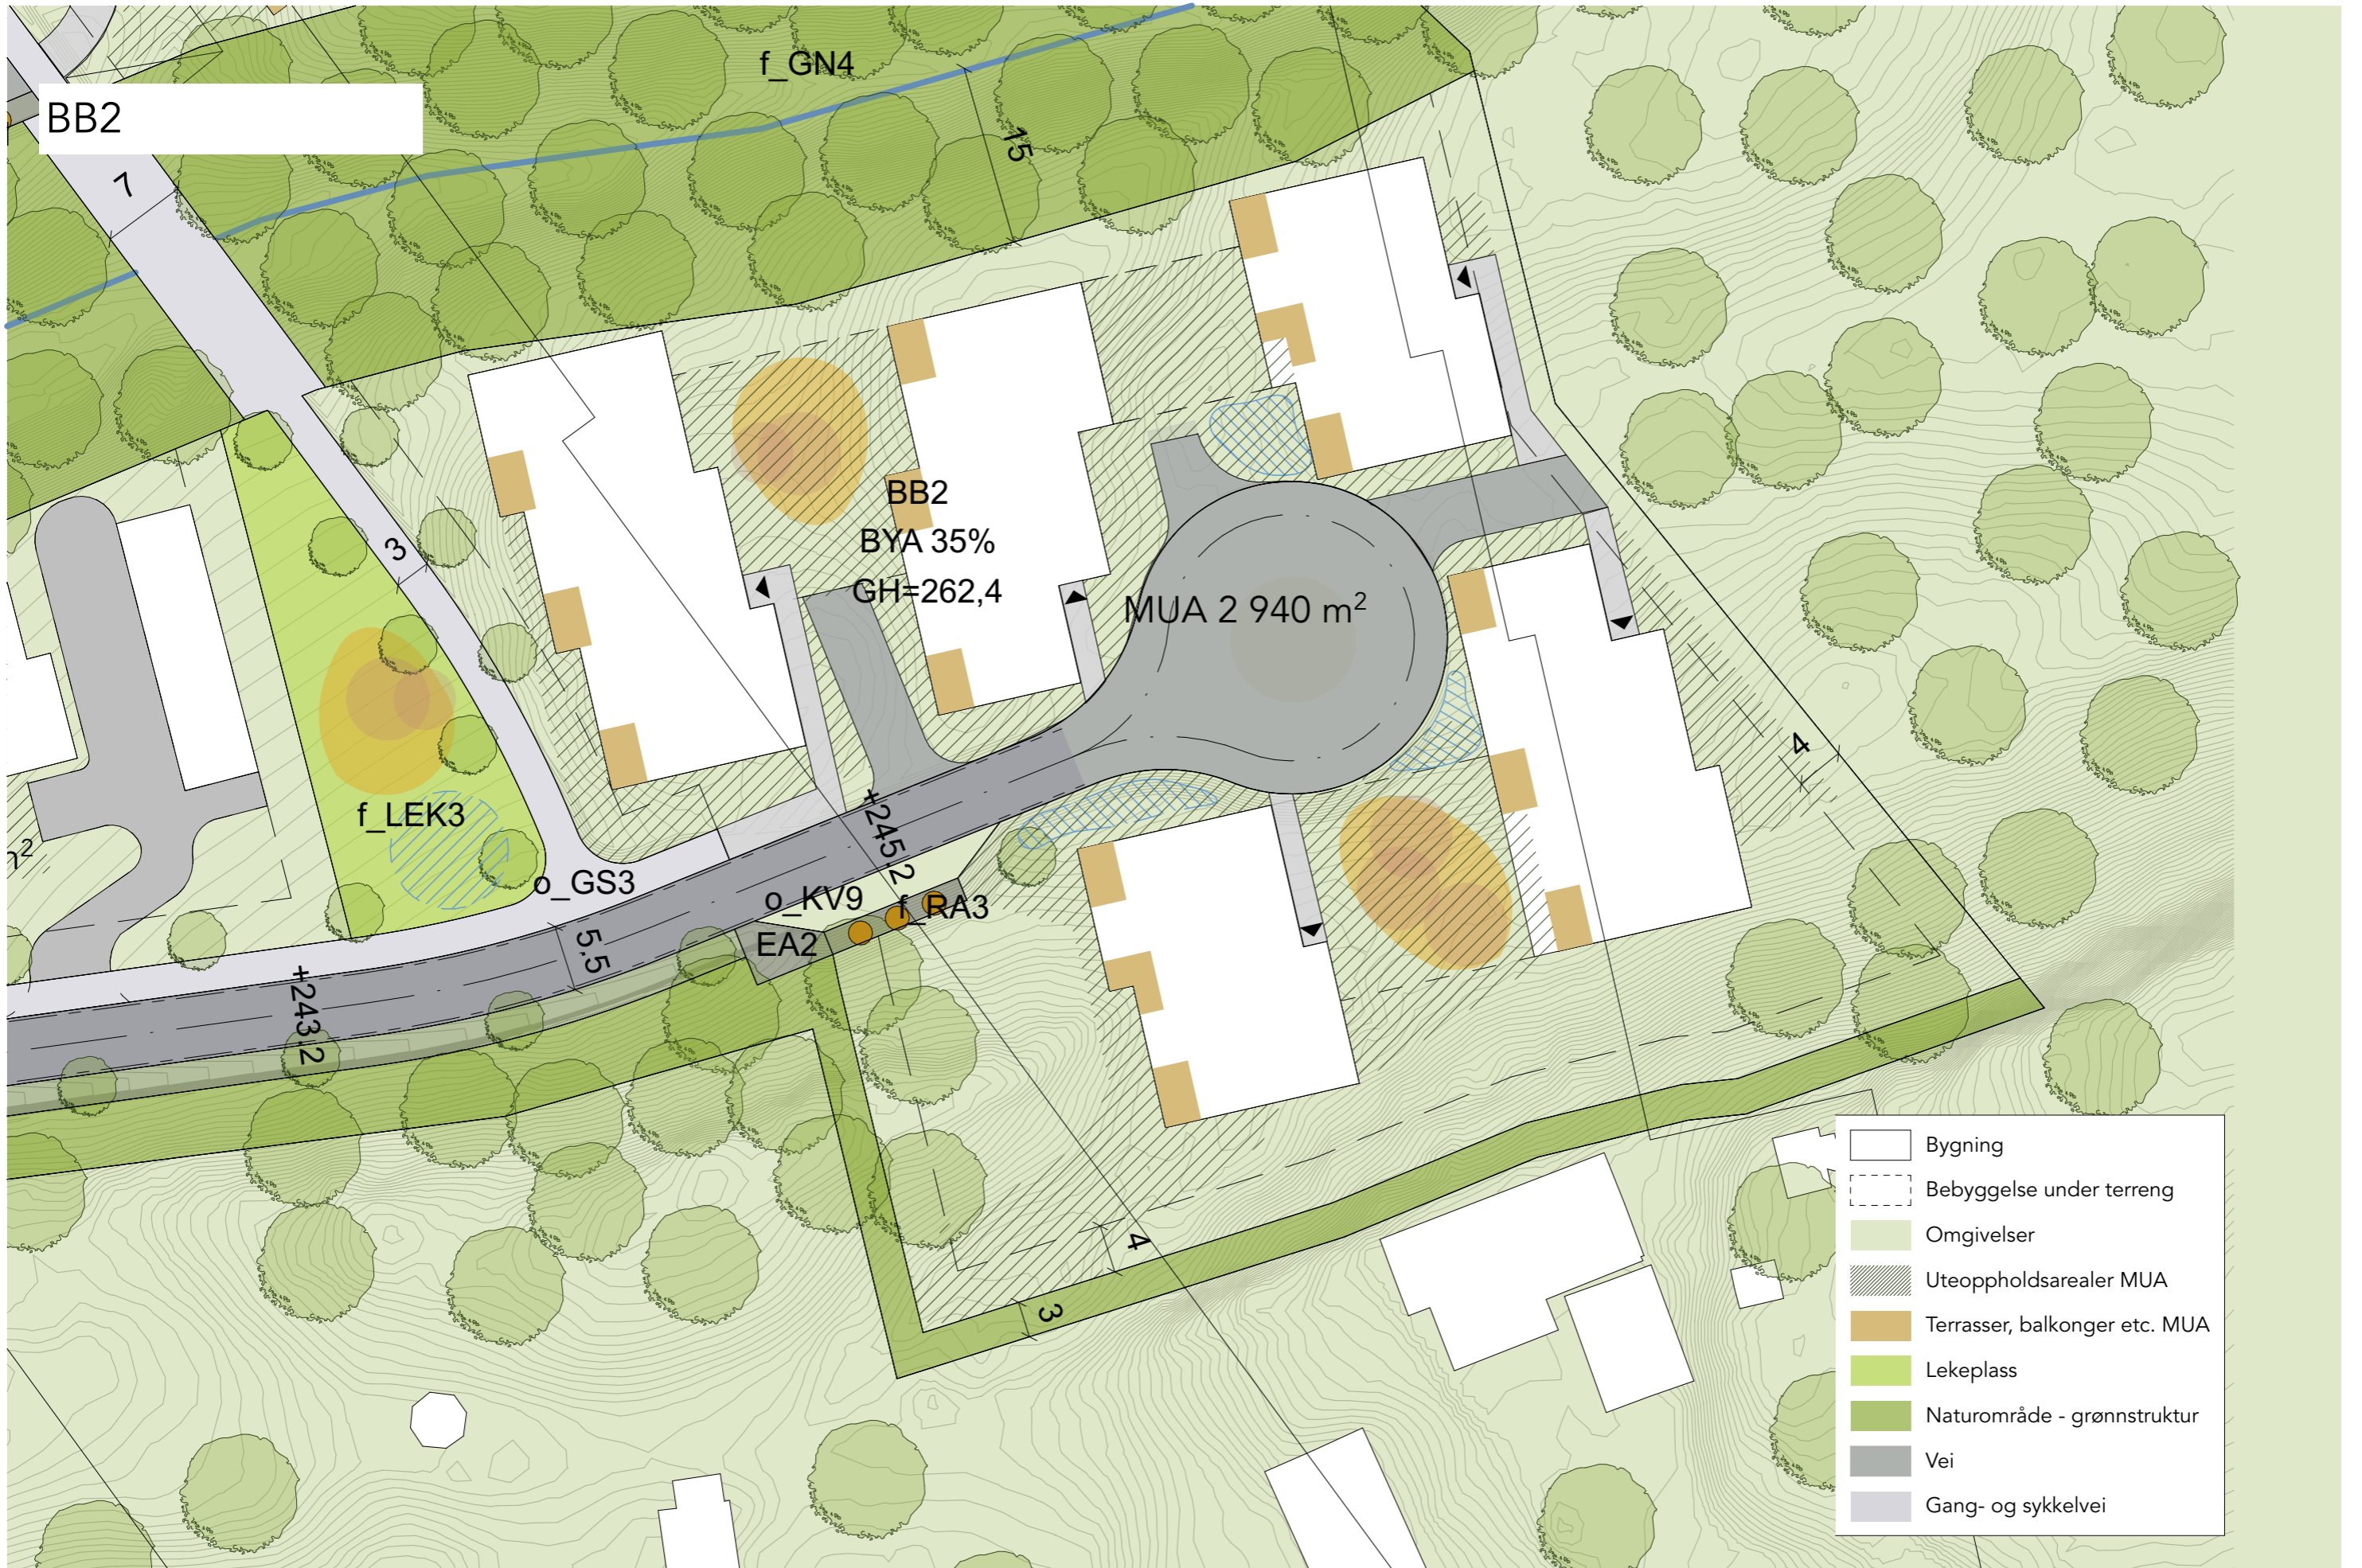 f_GN4
BB2
15
7
3
BB2
BYA 35%
GH=262,4
MUA 2 940 m²
4
f_LEK3
+245.2
m²
o_GS3
o_KV9
f_RA3
EA2
5.5
+243.2
4
3
Bygning
Bebyggelse under terreng
Omgivelser
Uteoppholdsarealer MUA
Terrasser, balkonger etc. MUA
Lekeplass
Naturområde - grønnstruktur
Vei
Gang- og sykkelvei